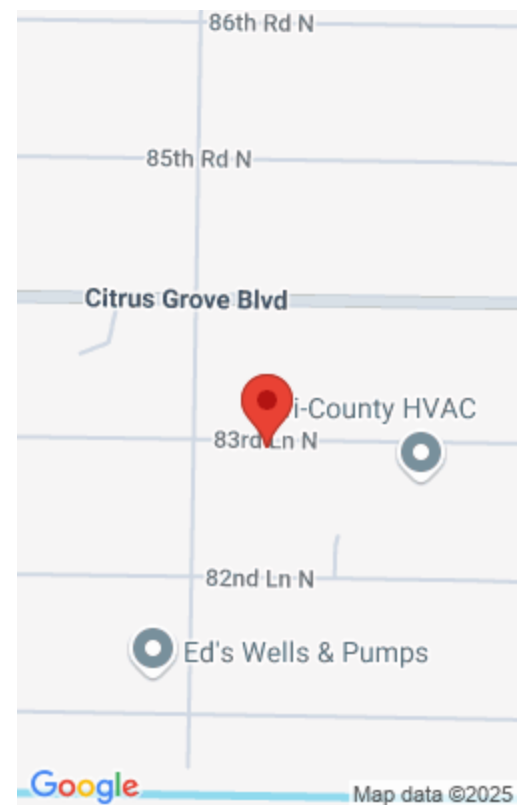 86th Rd N
85th Rd N
Citrus Grove Blvd
i-County HVAC
83rd Ln N
82nd Ln N
Ed's Wells & Pumps
Google
Map data ©2025